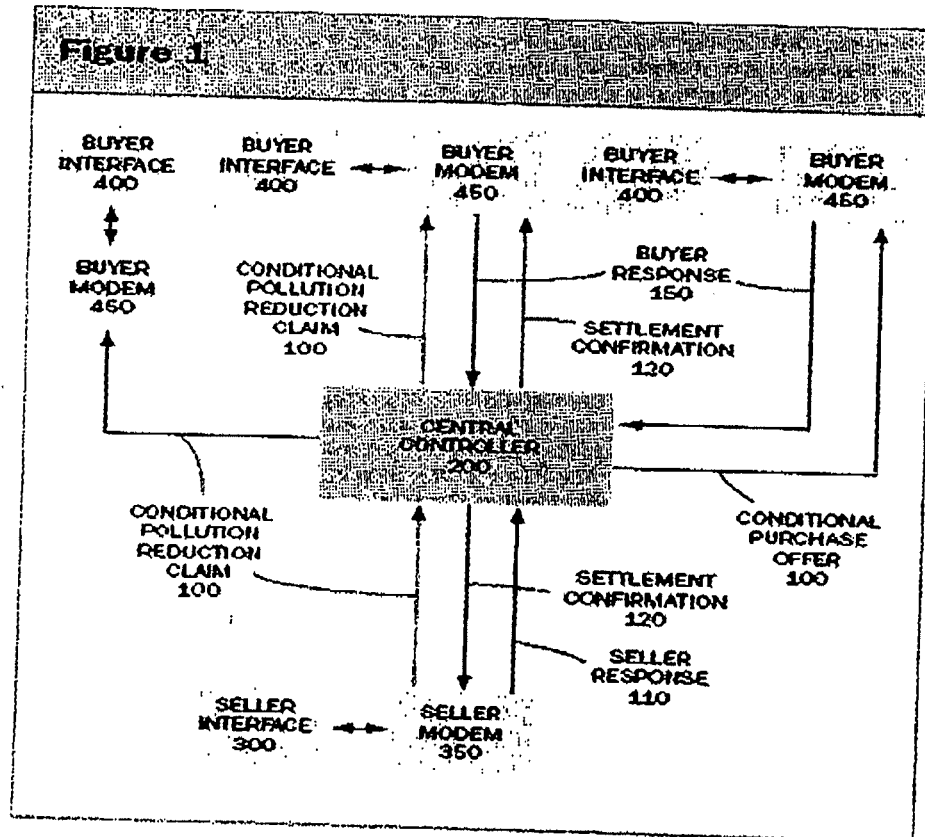 Figure 1
BUYER
INTERFACE
400
BUYER
INTERFACE
400
BUYER
MODEM
450
BUYER
INTERFACE
400
BUYER
MODEM
450
BUYER
MODEM
450
CONDITIONAL
POLLUTION
REDUCTION
CLAIM
100
BUYER
RESPONSE
150
SETTLEMENT
CONFIRMATION
120
CENTRAL
CONTROLLER
200
CONDITIONAL
POLLUTION
REDUCTION
CLAIM
100
CONDITIONAL
PURCHASE
OFFER
100
SETTLEMENT
CONFIRMATION
120
SELLER
RESPONSE
110
SELLER
INTERFACE
300
SELLER
MODEM
350